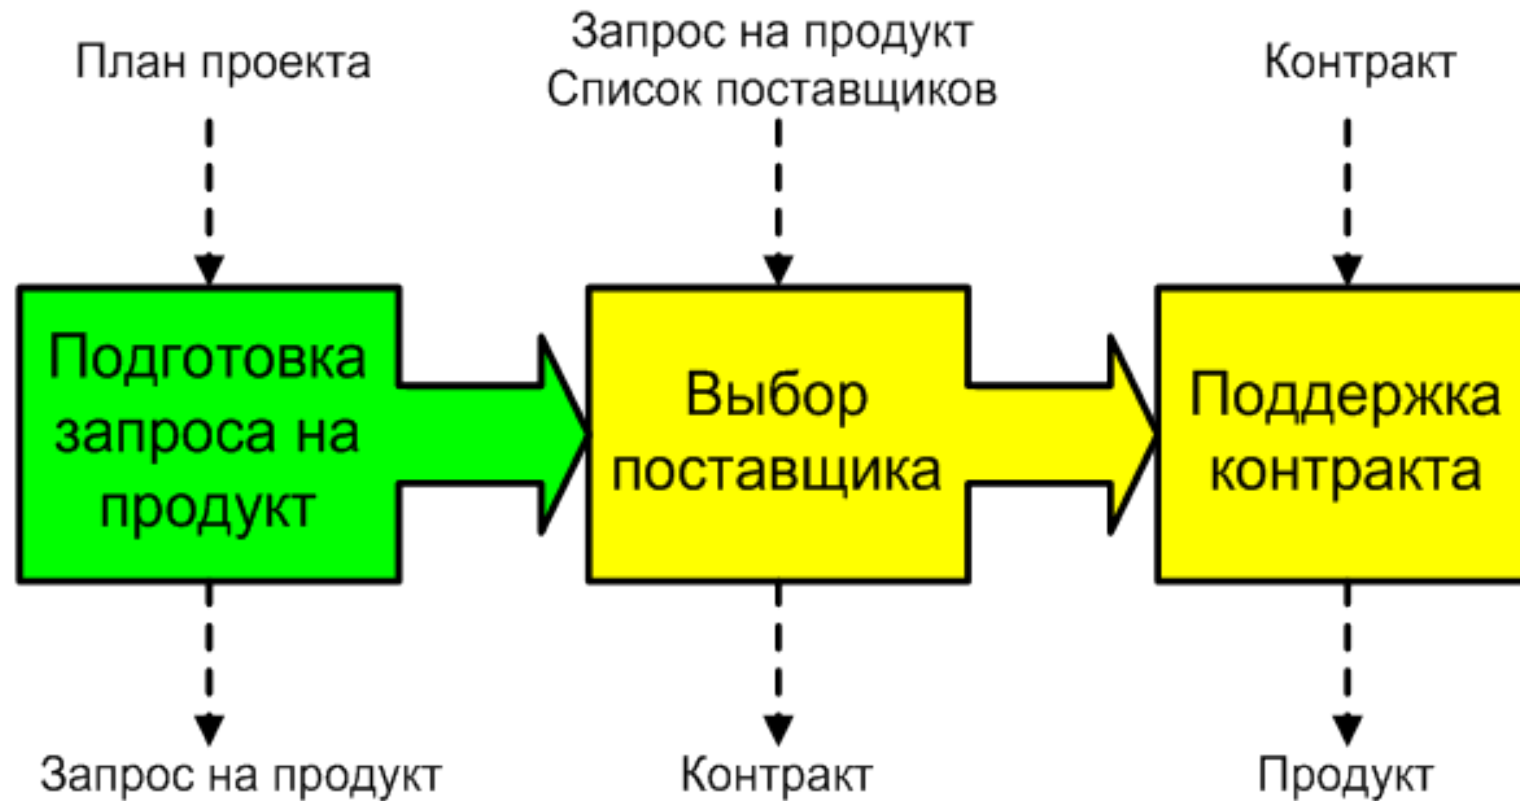 План проекта
Запрос на продукт
Список поставщиков
Контракт
Подготовка
запроса на
продукт
Выбор
поставщика
Поддержка
контракта
Запрос на продукт
Контракт
Продукт